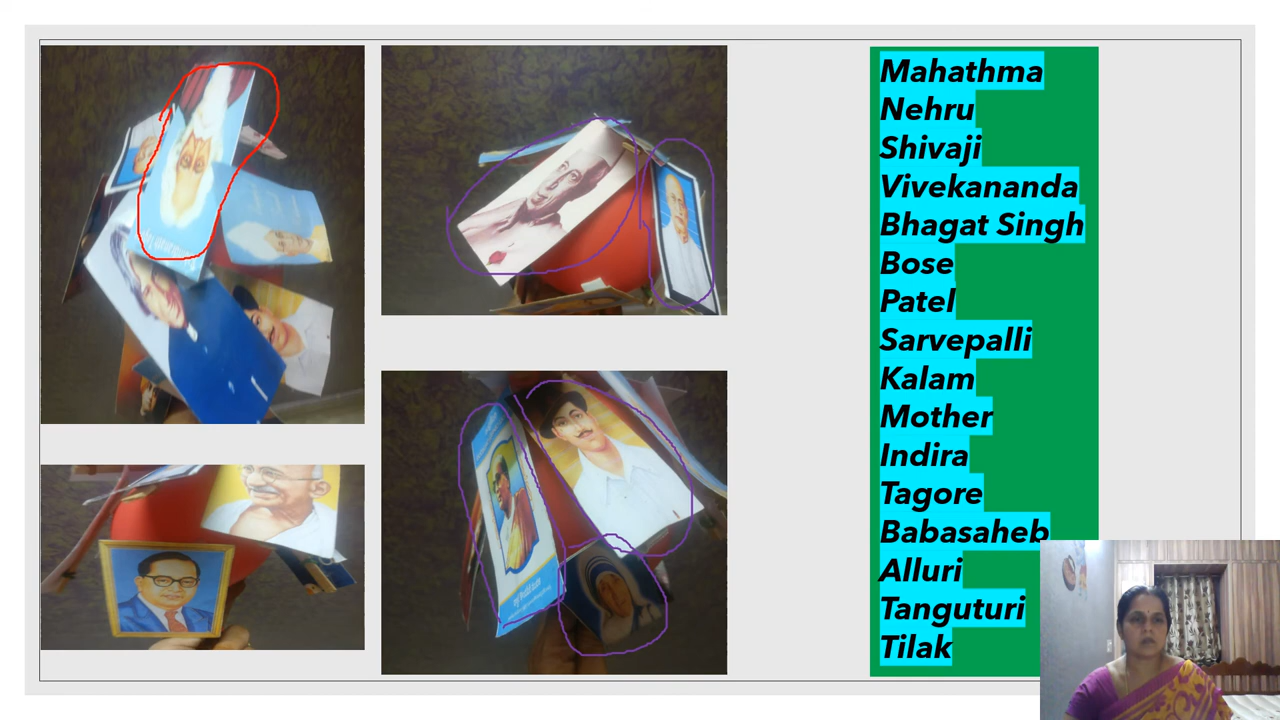 Mahathma
Nehru
Shivaji
Vivekananda
Bhagat Singh
Bose
Patel
Sarvepalli
Kalam
Mother
Indira
Tagore
Babasaheb
Alluri
Tanguturi
Tilak